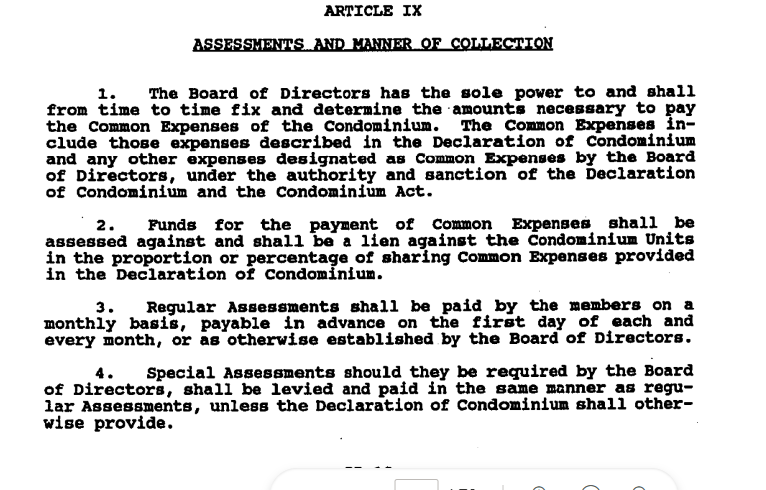 ARTICLE IX
ASSESSMENTS AND MANNER OF COLLECTION
1. The Board of Directors has the sole power to and shall
from time to time fix and determine the amounts necessary to pay
the Common Expenses of the Condominium. The Common Expenses in-
clude those expenses described in the Declaration of Condominium
and any other expenses designated as Common Expenses by the Board
of Directors, under the authority and sanction of the Declaration
of Condominium and the Condominium Act.
2. Funds for the payment of Common Expenses shall be
assessed against and shall be a lien against the Condominium Units
in the proportion or percentage of sharing Common Expenses provided
in the Declaration of Condominium.
3. Regular Assessments shall be paid by the members on a
monthly basis, payable in advance on the first day of each and
every month, or as otherwise established by the Board of Directors.
4. Special Assessments should they be required by the Board
of Directors, shall be levied and paid in the same manner as regu-
lar Assessments, unless the Declaration of Condominium shall other-
wise provide.